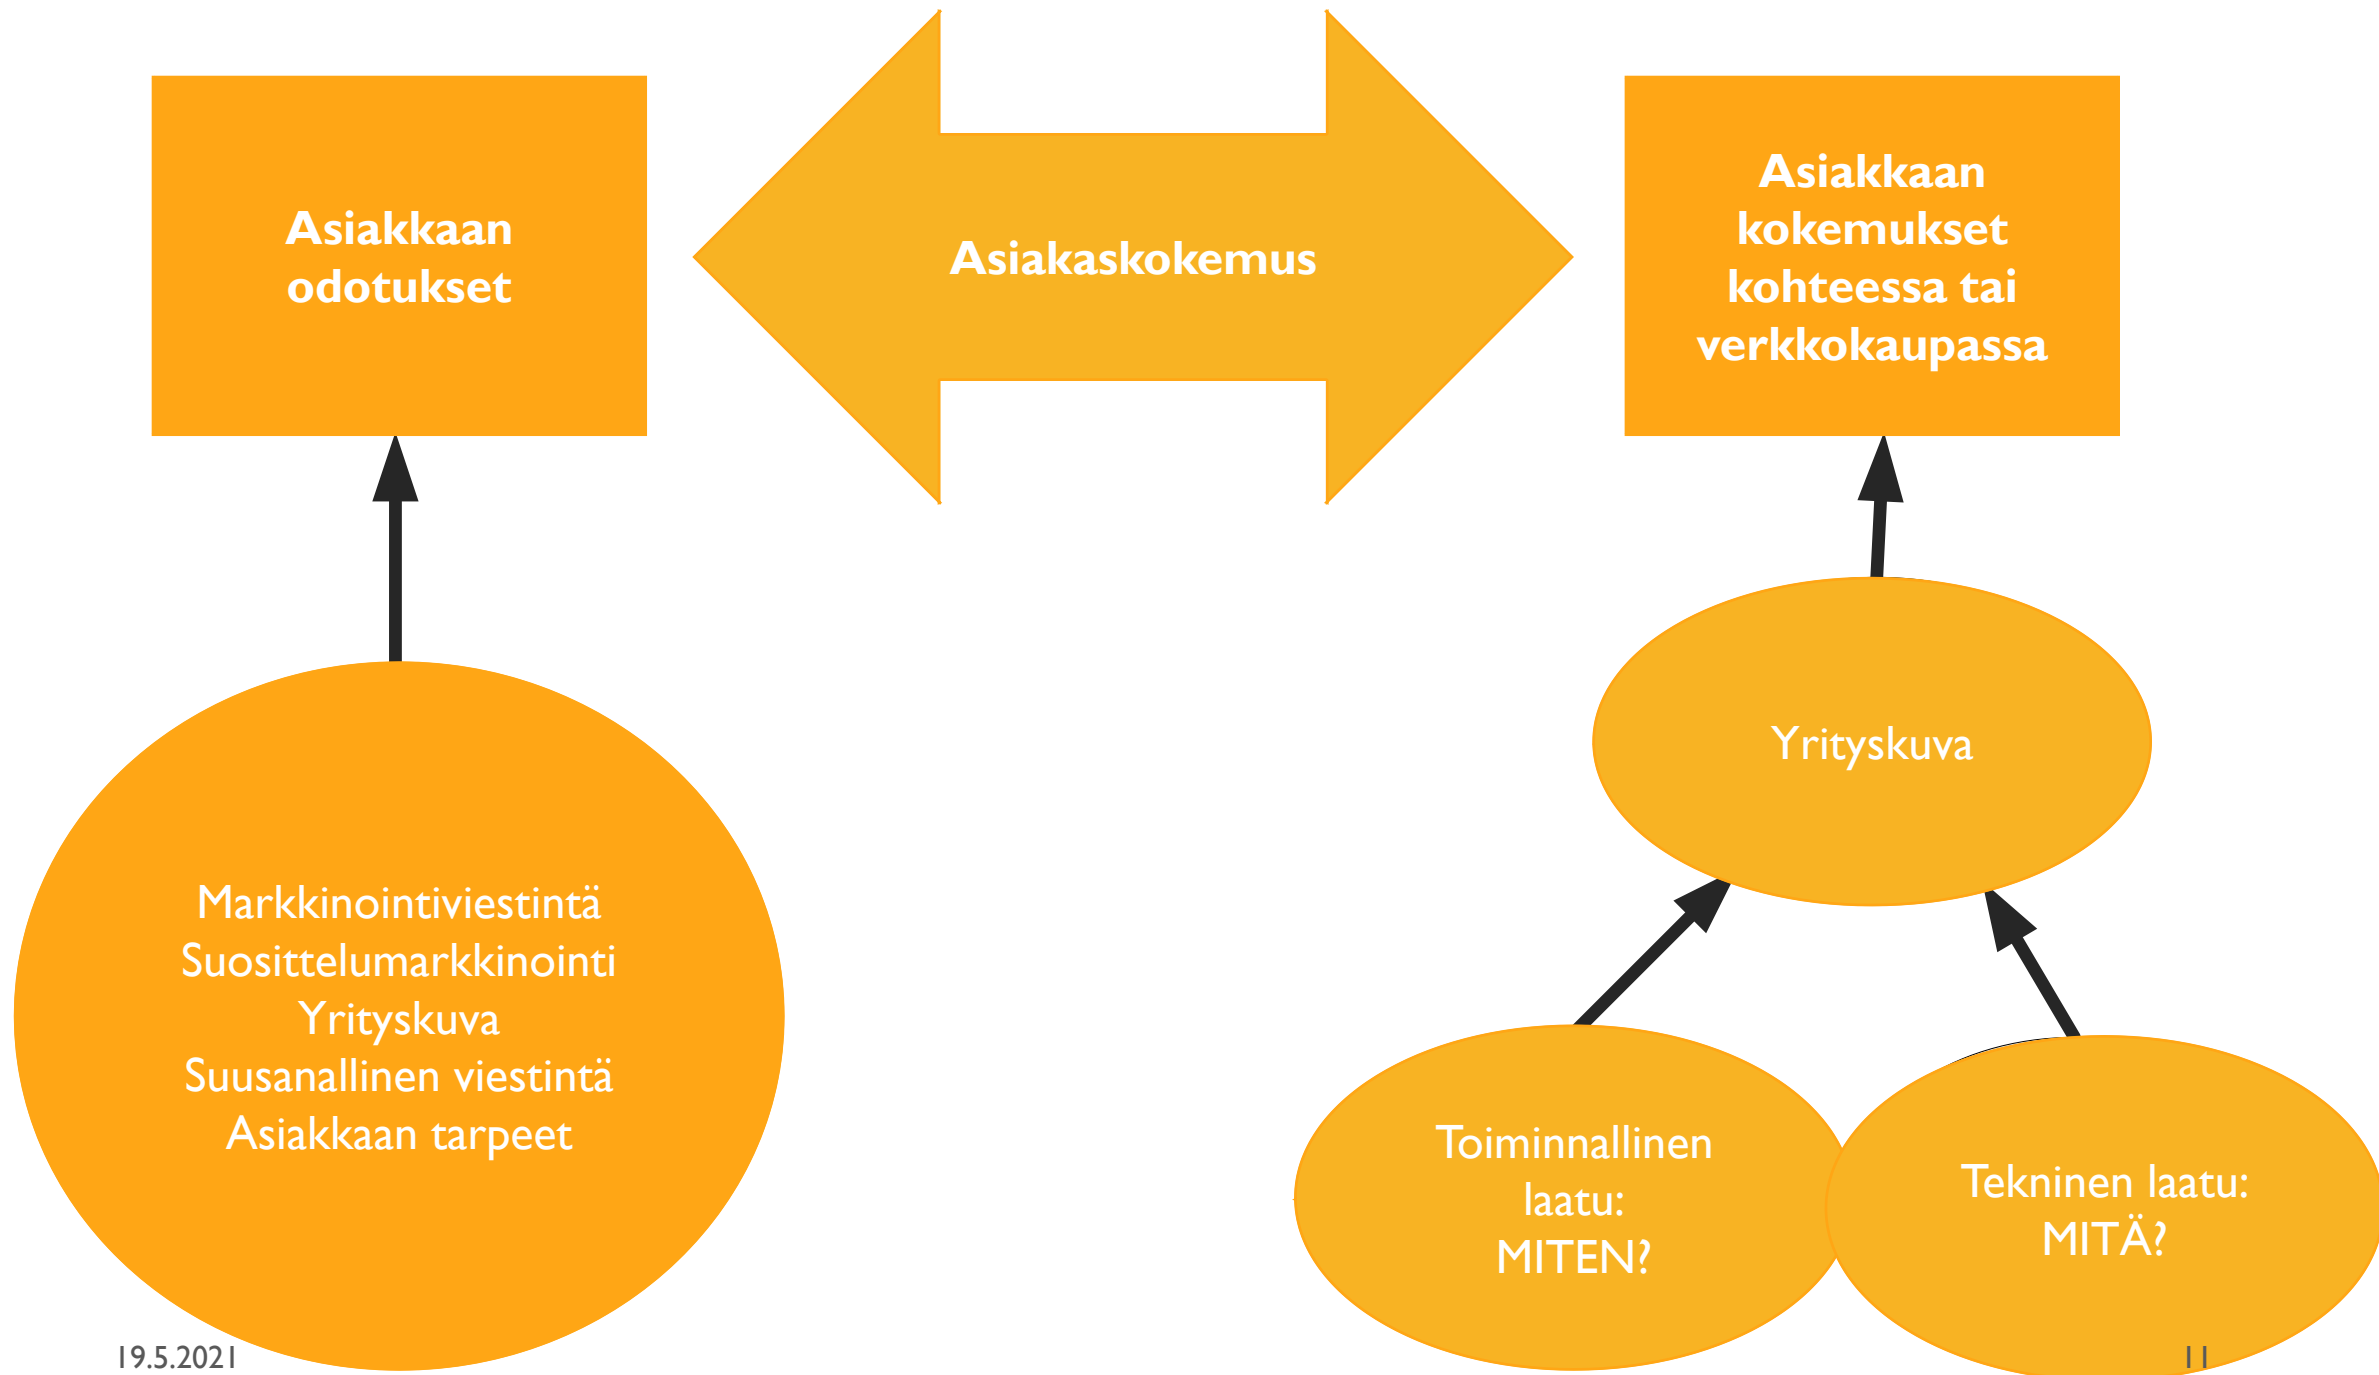 Asiakkaan
odotukset
Asiakaskokemus
Asiakkaan
kokemukset
kohteessa tai
verkkokaupassa
Markkinointiviestintä
Suosittelumarkkinointi
Yrityskuva
Suusanallinen viestintä
Asiakkaan tarpeet
Yrityskuva
Toiminnallinen
laatu:
MITEN?
Tekninen laatu:
MITÄ?
19.5.2021
11